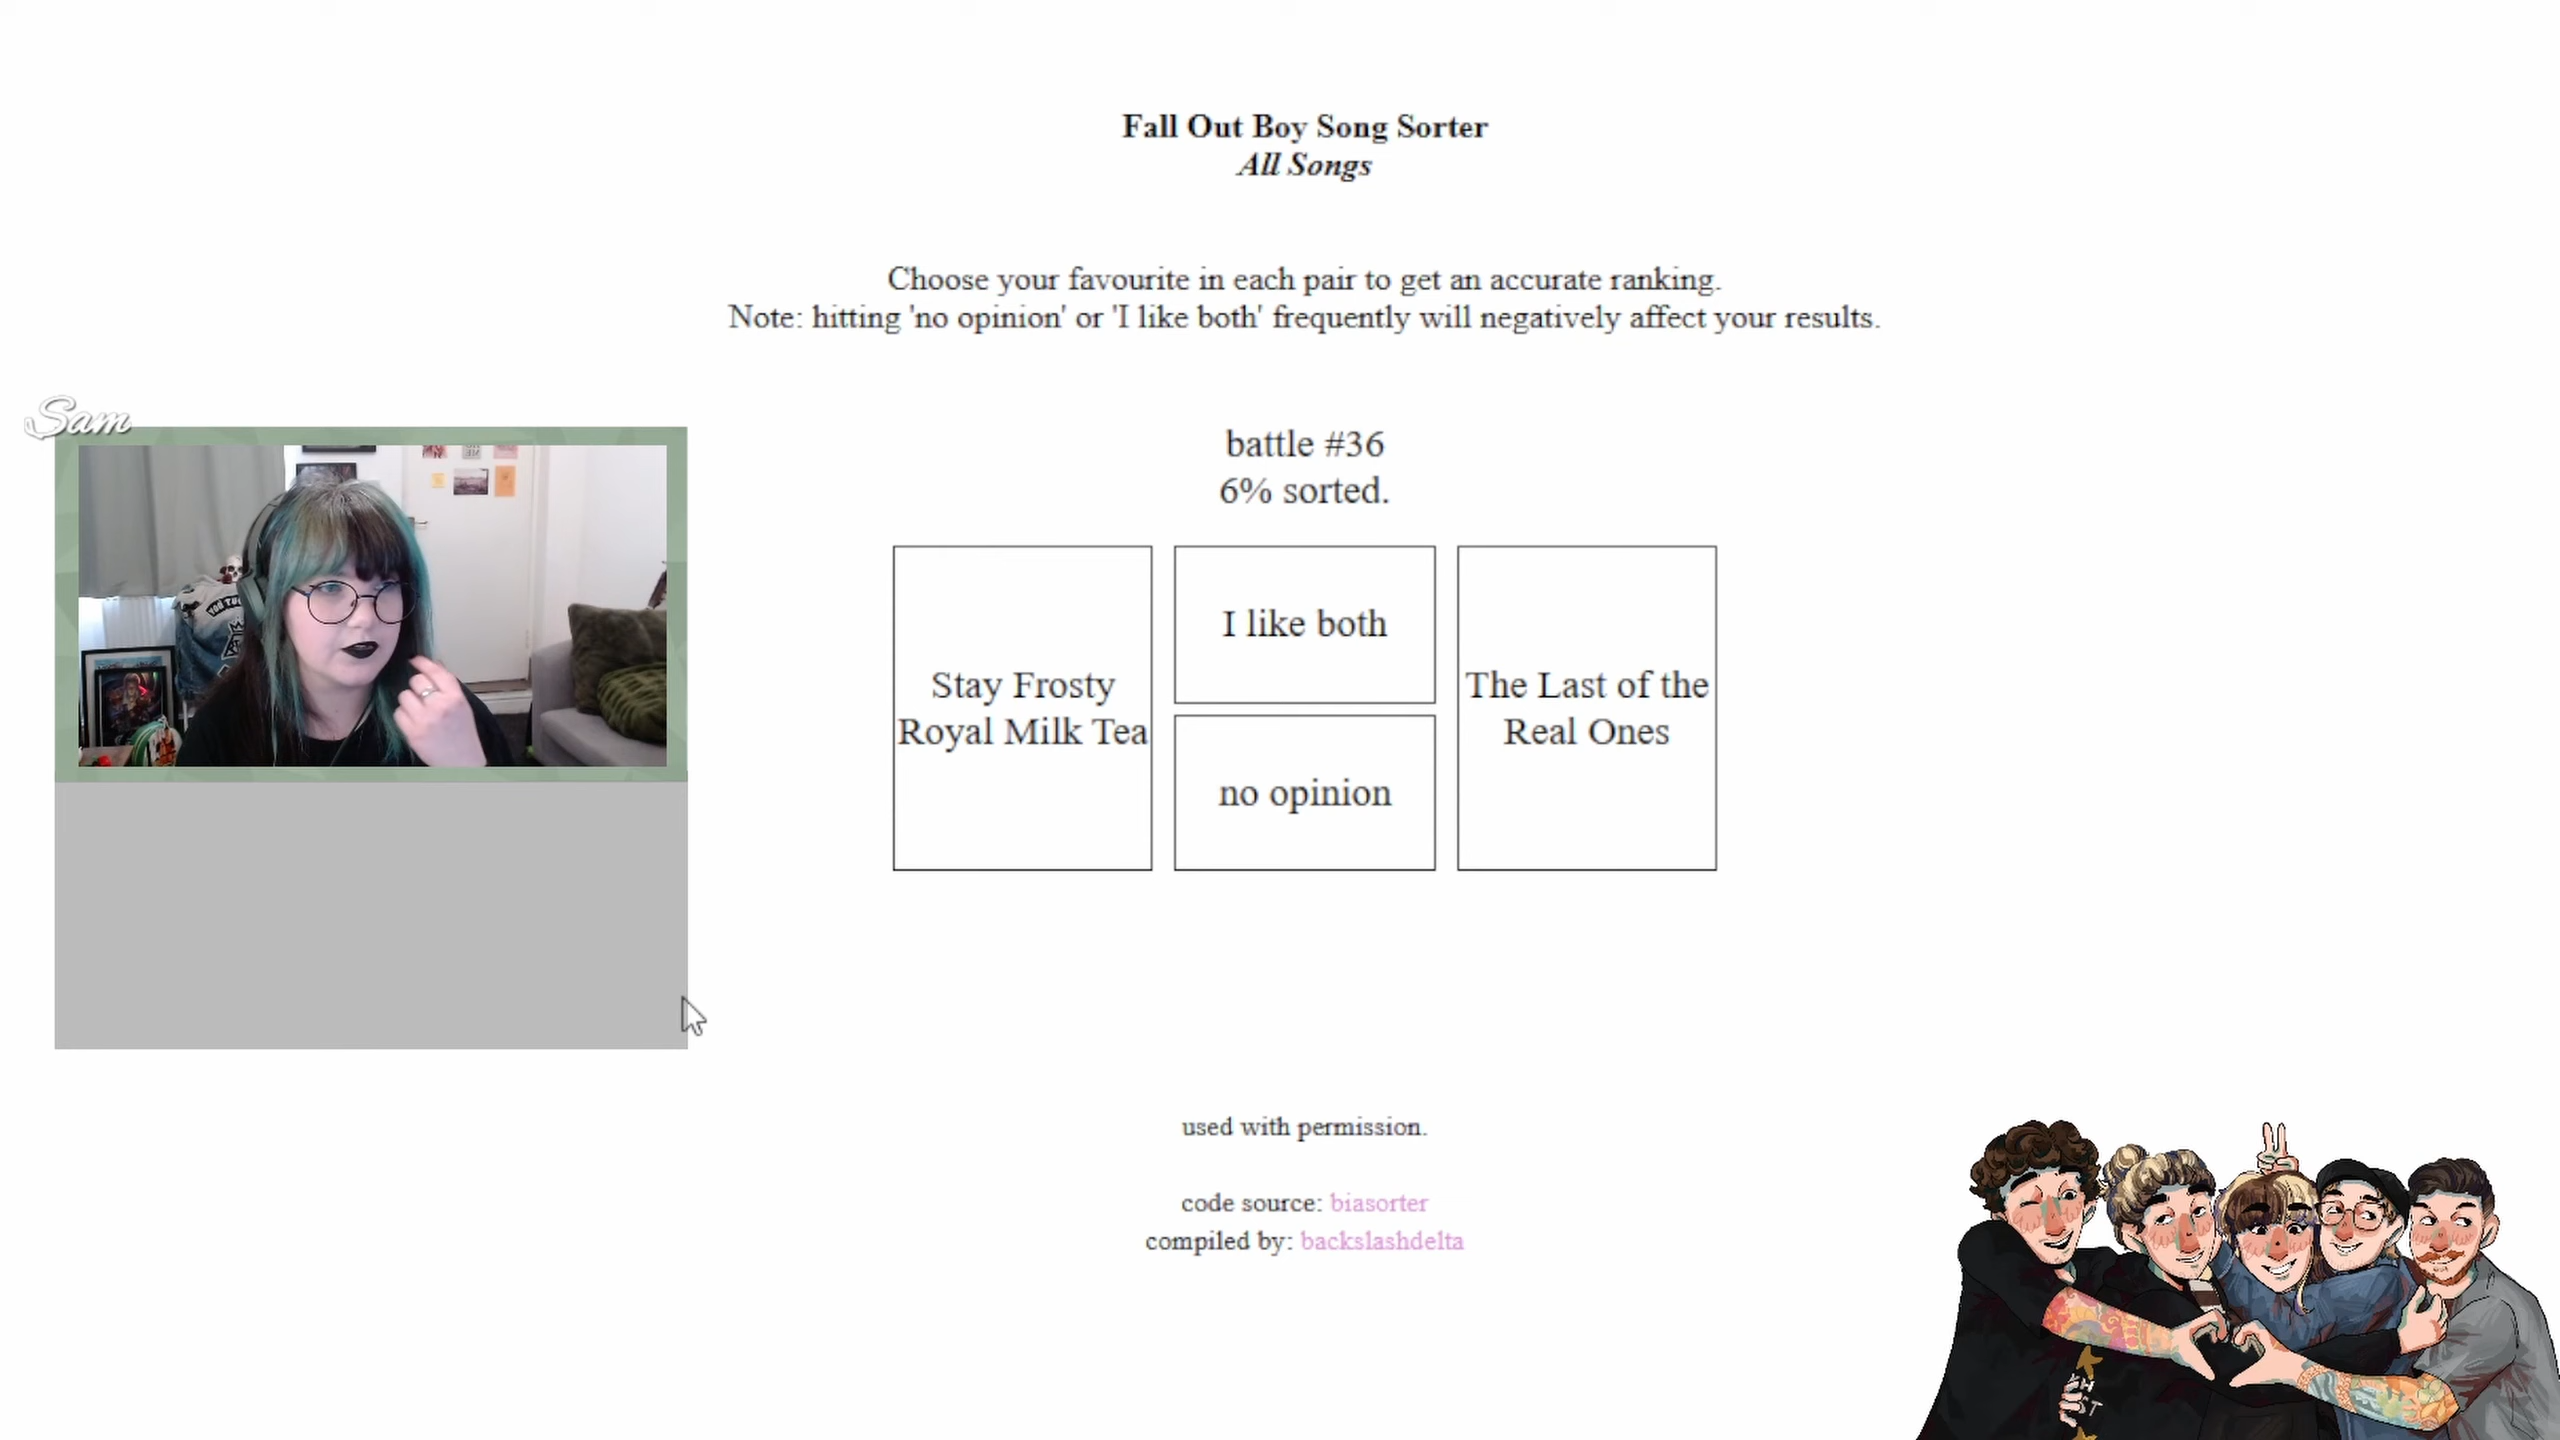 Fall Out Boy Song Sorter
All Songs
Choose your favourite in each pair to get an accurate ranking.
Note: hitting 'no opinion' or 'I like both' frequently will negatively affect your results.
Sam
battle #36
6% sorted.
Stay Frosty
Royal Milk Tea
I like both
no opinion
The Last of the
Real Ones
used with permission.
code source: biasorter
compiled by: backslashdelta